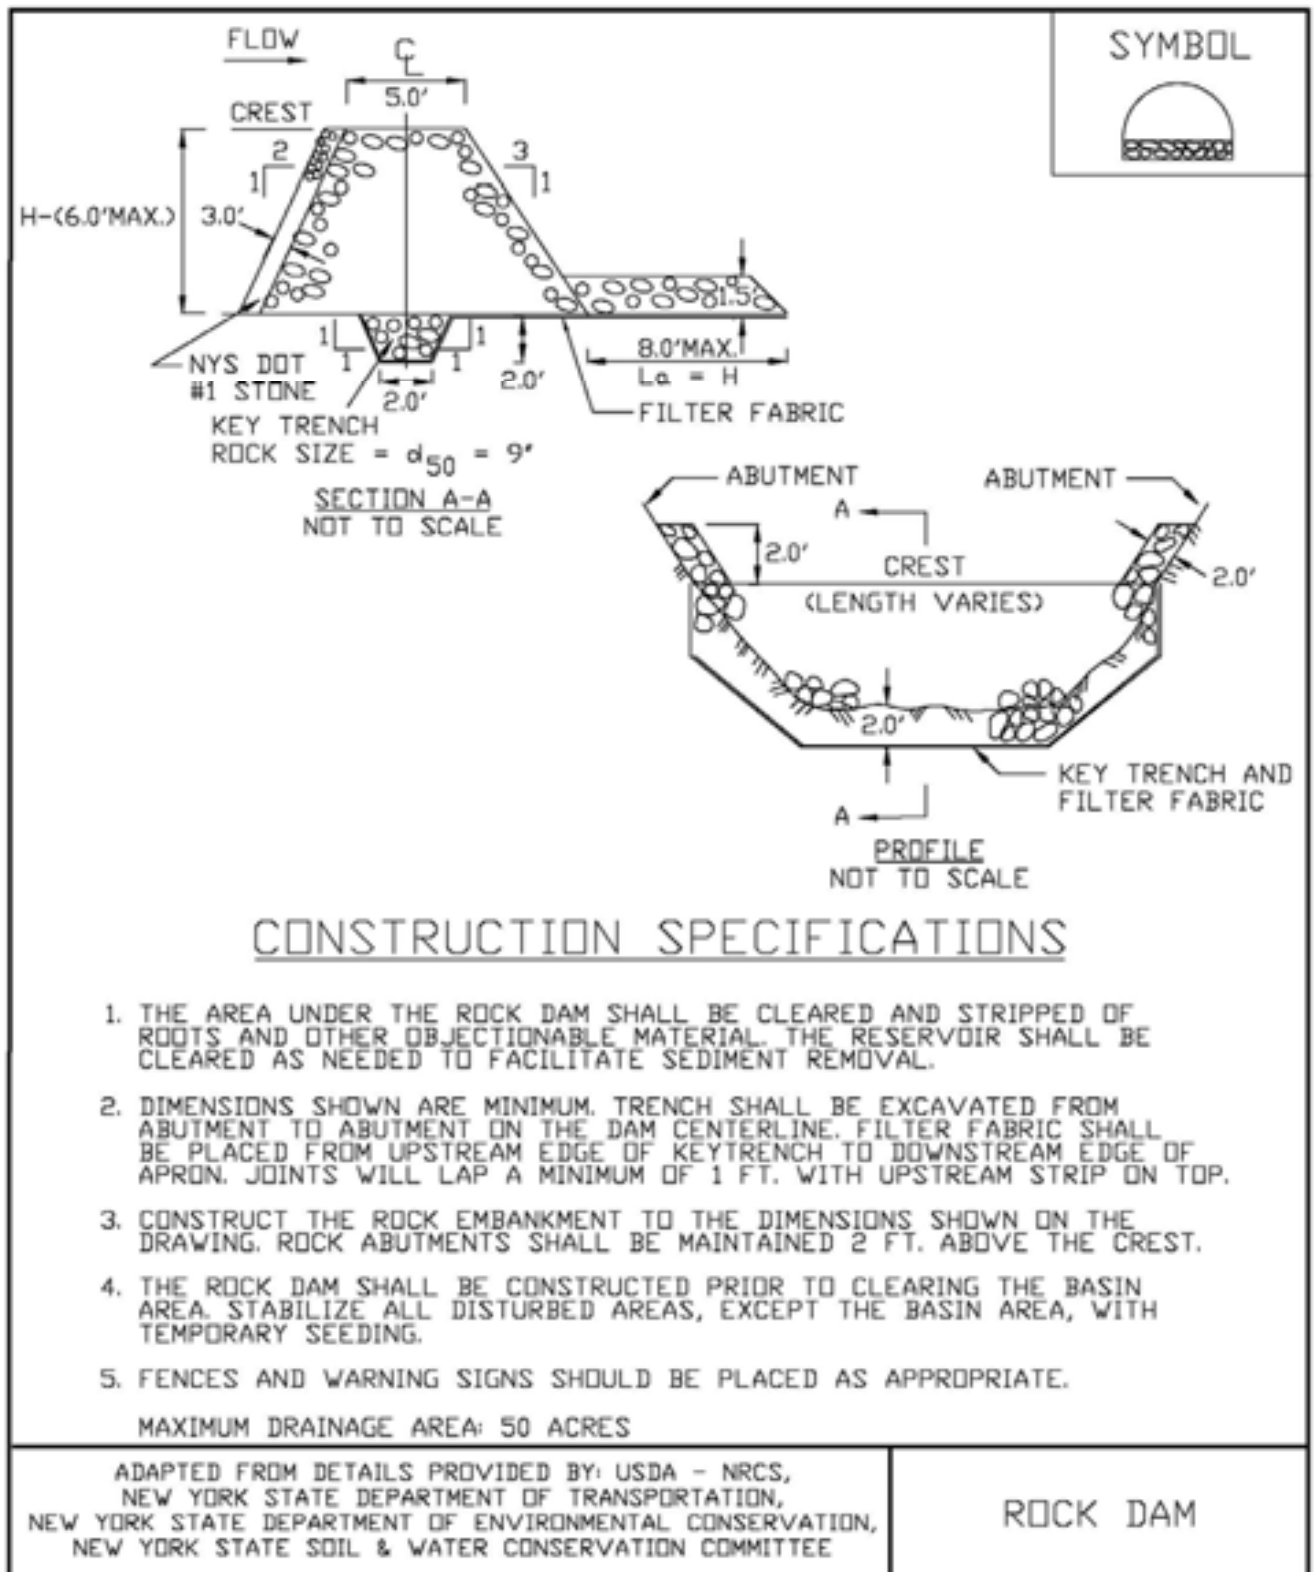 FLOW
C
L
SYMBOL
5.0'
CREST
2
1
3
1
H-(6.0'MAX.)
3.0'
1.5'
1
1
1
1
8.0'MAX.
La = H
NYS DOT
#1 STONE
2.0'
2.0'
FILTER FABRIC
KEY TRENCH
ROCK SIZE = d50 = 9"
SECTION A-A
NOT TO SCALE
ABUTMENT
ABUTMENT
A
2.0'
CREST
(LENGTH VARIES)
2.0'
2.0'
KEY TRENCH AND
FILTER FABRIC
A
PROFILE
NOT TO SCALE
CONSTRUCTION SPECIFICATIONS
1. THE AREA UNDER THE ROCK DAM SHALL BE CLEARED AND STRIPPED OF
ROOTS AND OTHER OBJECTIONABLE MATERIAL. THE RESERVOIR SHALL BE
CLEARED AS NEEDED TO FACILITATE SEDIMENT REMOVAL.
2. DIMENSIONS SHOWN ARE MINIMUM. TRENCH SHALL BE EXCAVATED FROM
ABUTMENT TO ABUTMENT ON THE DAM CENTERLINE. FILTER FABRIC SHALL
BE PLACED FROM UPSTREAM EDGE OF KEYTRENCH TO DOWNSTREAM EDGE OF
APRON. JOINTS WILL LAP A MINIMUM OF 1 FT. WITH UPSTREAM STRIP ON TOP.
3. CONSTRUCT THE ROCK EMBANKMENT TO THE DIMENSIONS SHOWN ON THE
DRAWING. ROCK ABUTMENTS SHALL BE MAINTAINED 2 FT. ABOVE THE CREST.
4. THE ROCK DAM SHALL BE CONSTRUCTED PRIOR TO CLEARING THE BASIN
AREA. STABILIZE ALL DISTURBED AREAS, EXCEPT THE BASIN AREA, WITH
TEMPORARY SEEDING.
5. FENCES AND WARNING SIGNS SHOULD BE PLACED AS APPROPRIATE.
MAXIMUM DRAINAGE AREA: 50 ACRES
ADAPTED FROM DETAILS PROVIDED BY: USDA - NRCS,
NEW YORK STATE DEPARTMENT OF TRANSPORTATION,
NEW YORK STATE DEPARTMENT OF ENVIRONMENTAL CONSERVATION,
NEW YORK STATE SOIL & WATER CONSERVATION COMMITTEE
ROCK DAM